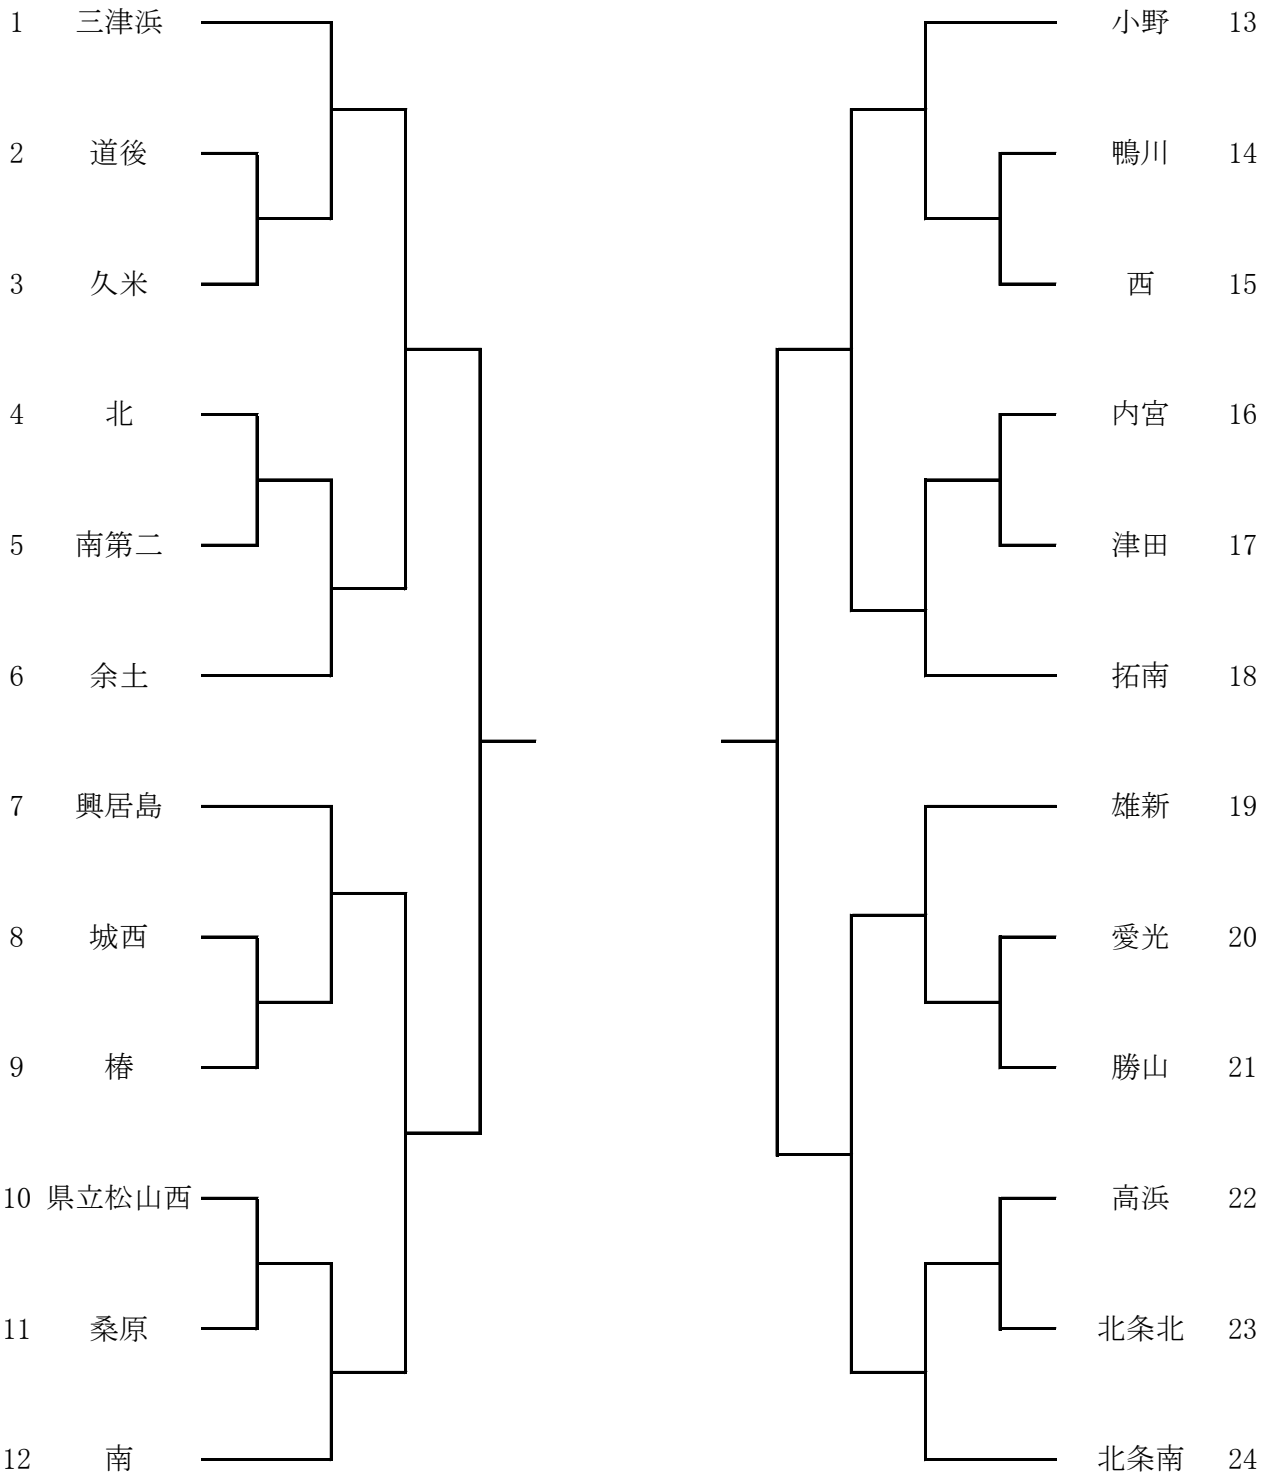 1 三津浜
小野 13
2 道後
鴨川 14
3 久米
西 15
4 北
内宮 16
5 南第二
津田 17
6 余土
拓南 18
7 興居島
雄新 19
8 城西
愛光 20
9 椿
勝山 21
10 県立松山西
高浜 22
11 桑原
北条北 23
12 南
北条南 24